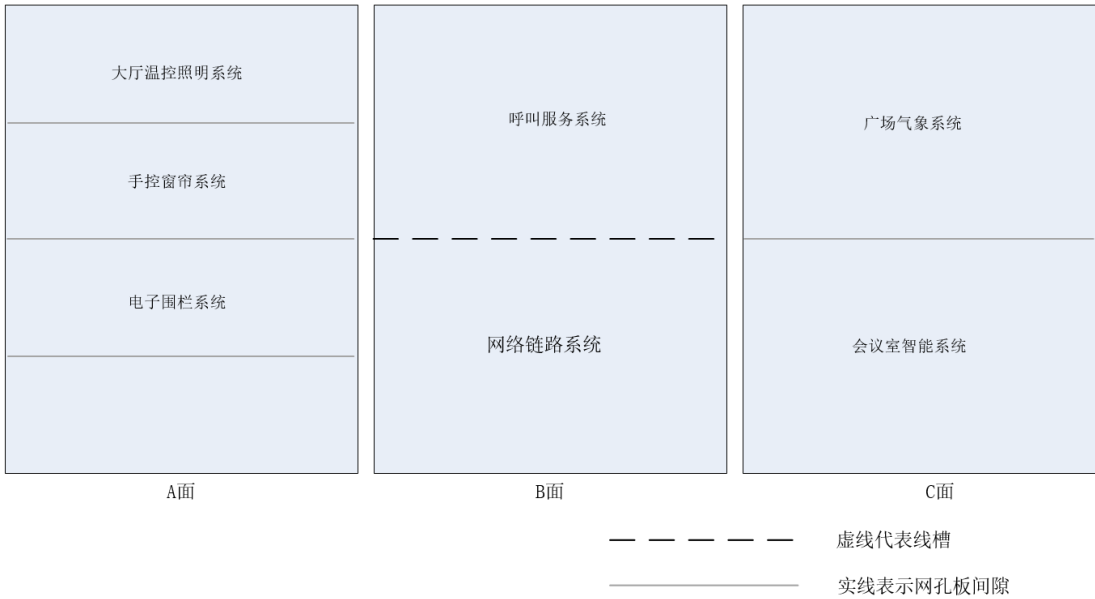 大厅温控照明系统
手控窗帘系统
电子围栏系统
A面
呼叫服务系统
网络链路系统
B面
广场气象系统
会议室智能系统
C面
虚线代表线槽
实线表示网孔板间隙